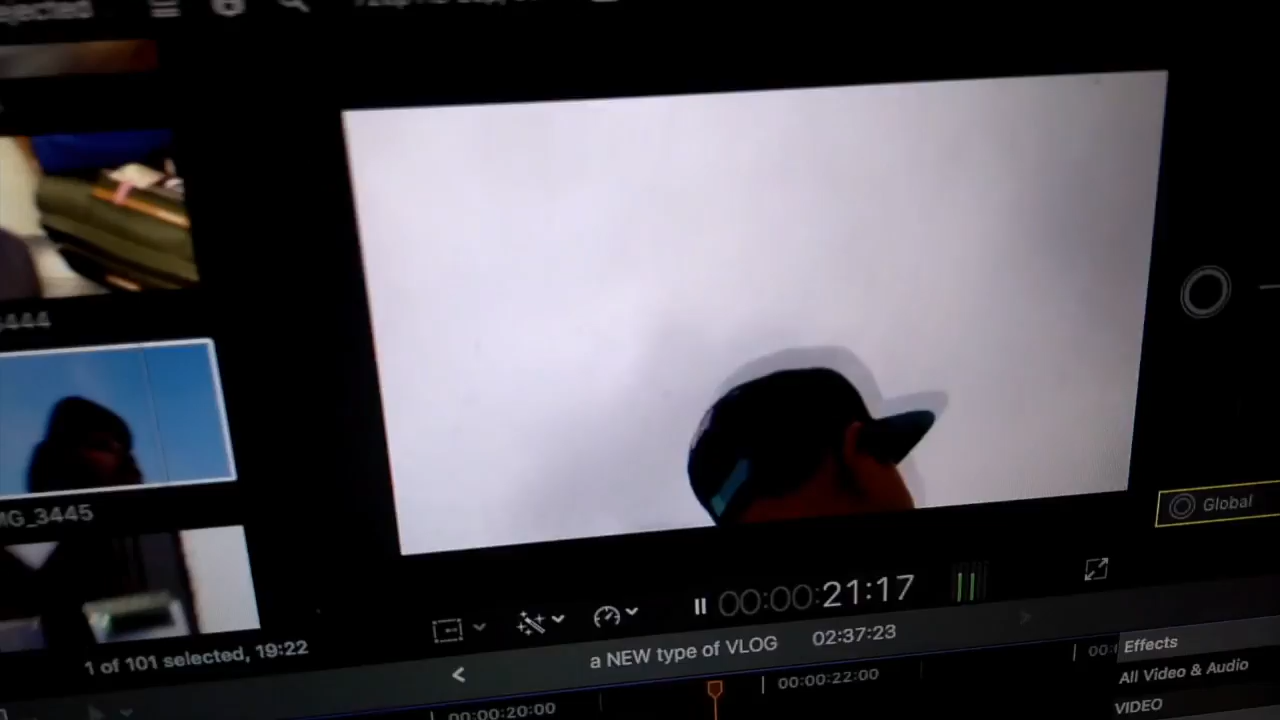 Global
00:00:21:17
1 of 101 selected, 19:22
a NEW type of VLOG 02:37:23
Effects
00:00:20:00
00:00:22:00
All Video & Audio
VIDEO